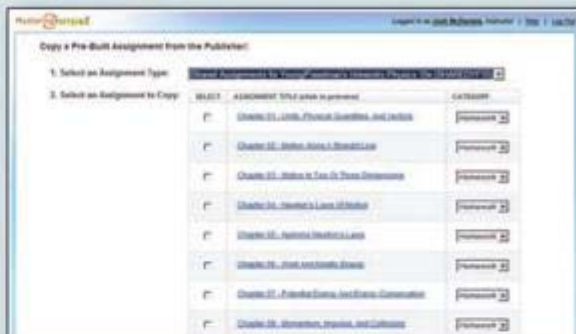 Copy a Pre-Built Assignment from the Publisher:
1. Select an Assignment Type:
2. Select an Assignment to Copy:
SELECT ASSIGNMENT TITLE (click to preview) CATEGORY
Chapter 01 - Units, Physical Quantities, and Vectors Homework
Chapter 02 - Motion Along A Straight Line Homework
Chapter 03 - Motion In Two Or Three Dimensions Homework
Chapter 04 - Newton's Laws Of Motion Homework
Chapter 05 - Applying Newton's Laws Homework
Chapter 06 - Work And Kinetic Energy Homework
Chapter 07 - Potential Energy And Energy Conservation Homework
Chapter 08 - Momentum, Impulse, And Collisions Homework